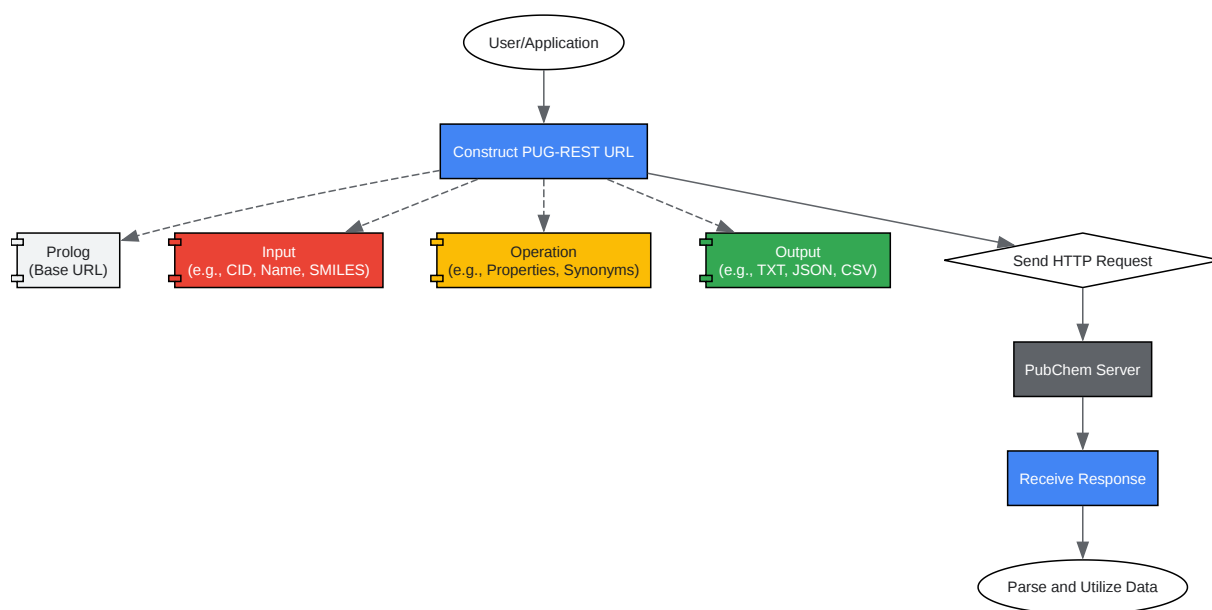 User/Application
Construct PUG-REST URL
Prolog
(Base URL)
Input
(e.g., CID, Name, SMILES)
Operation
(e.g., Properties, Synonyms)
Output
(e.g., TXT, JSON, CSV)
Send HTTP Request
PubChem Server
Receive Response
Parse and Utilize Data